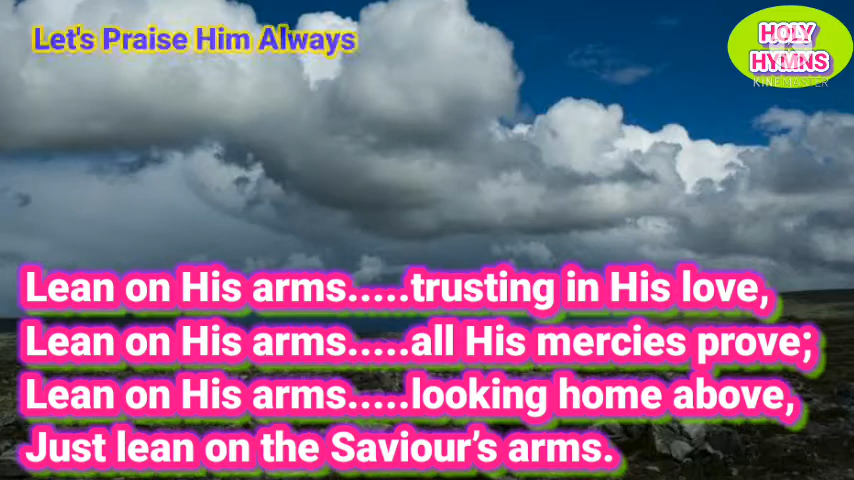 Let's Praise Him Always
HOLY
HYMNS
KINEMASTER
Lean on His arms.....trusting in His love,
Lean on His arms.....all His mercies prove;
Lean on His arms.....looking home above,
Just lean on the Saviour’s arms.